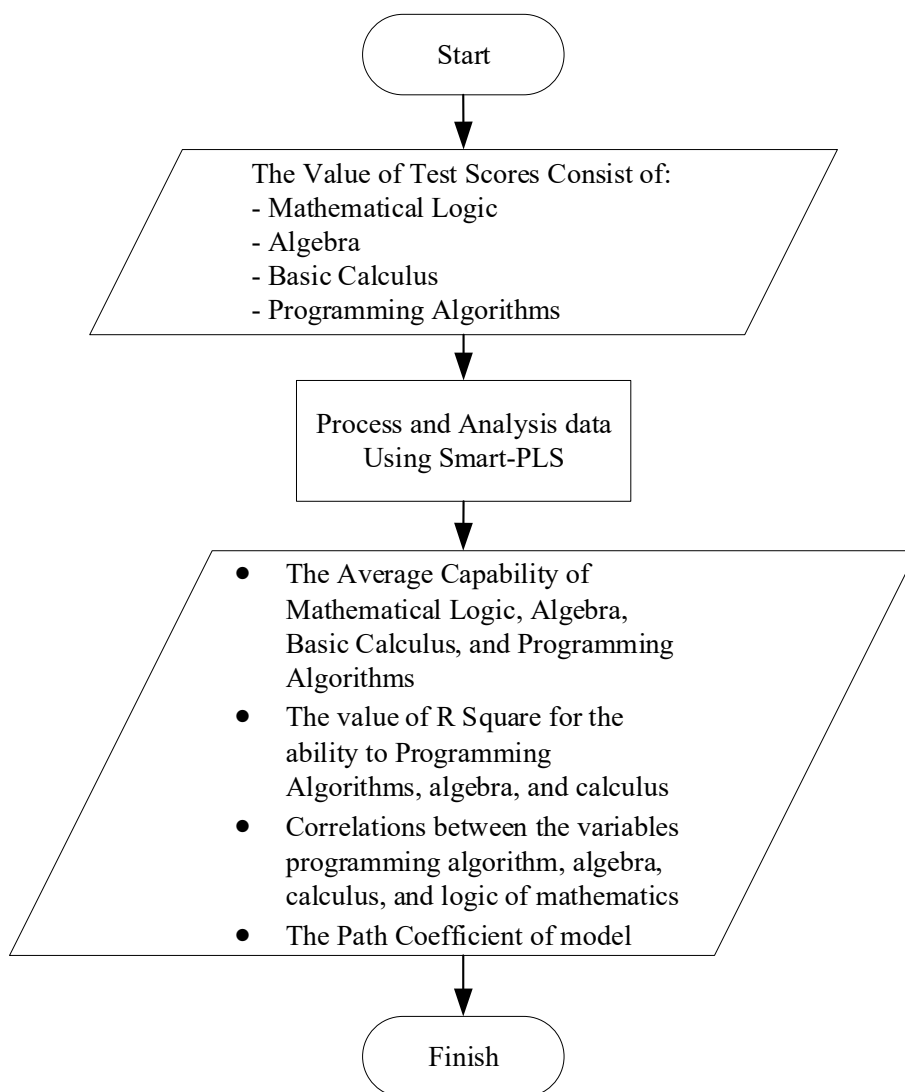 Start
The Value of Test Scores Consist of:
- Mathematical Logic
- Algebra
- Basic Calculus
- Programming Algorithms
Process and Analysis data
Using Smart-PLS
● The Average Capability of
Mathematical Logic, Algebra,
Basic Calculus, and Programming
Algorithms
● The value of R Square for the
ability to Programming
Algorithms, algebra, and calculus
● Correlations between the variables
programming algorithm, algebra,
calculus, and logic of mathematics
● The Path Coefficient of model
Finish